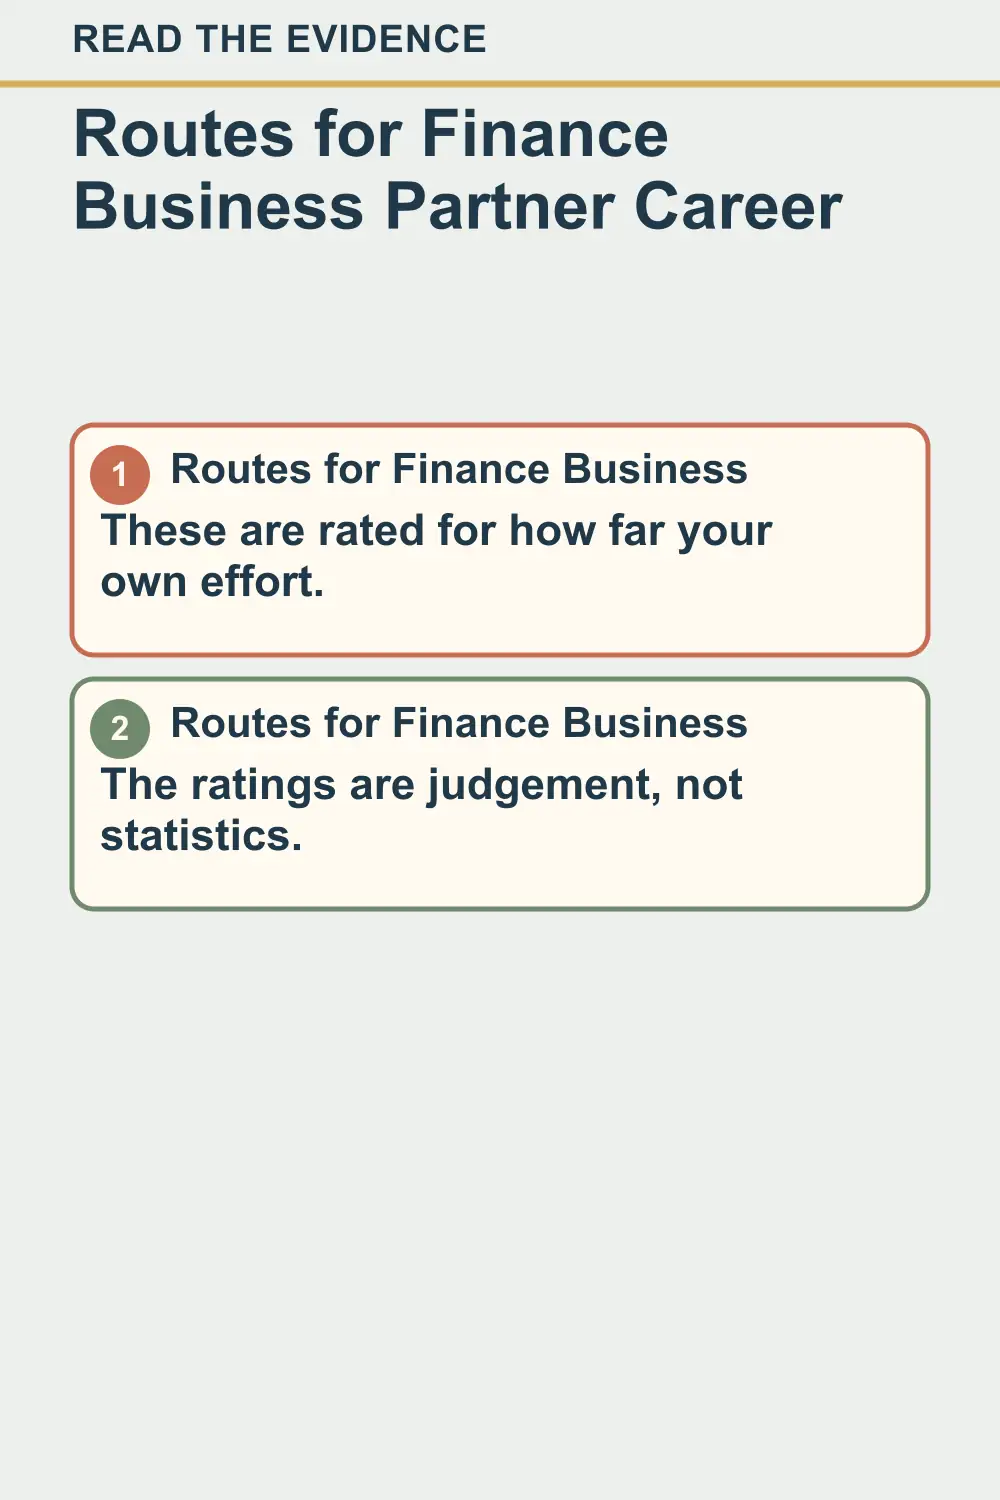 READ THE EVIDENCE
Routes for Finance
Business Partner Career
1 Routes for Finance Business
These are rated for how far your
own effort.
2 Routes for Finance Business
The ratings are judgement, not
statistics.